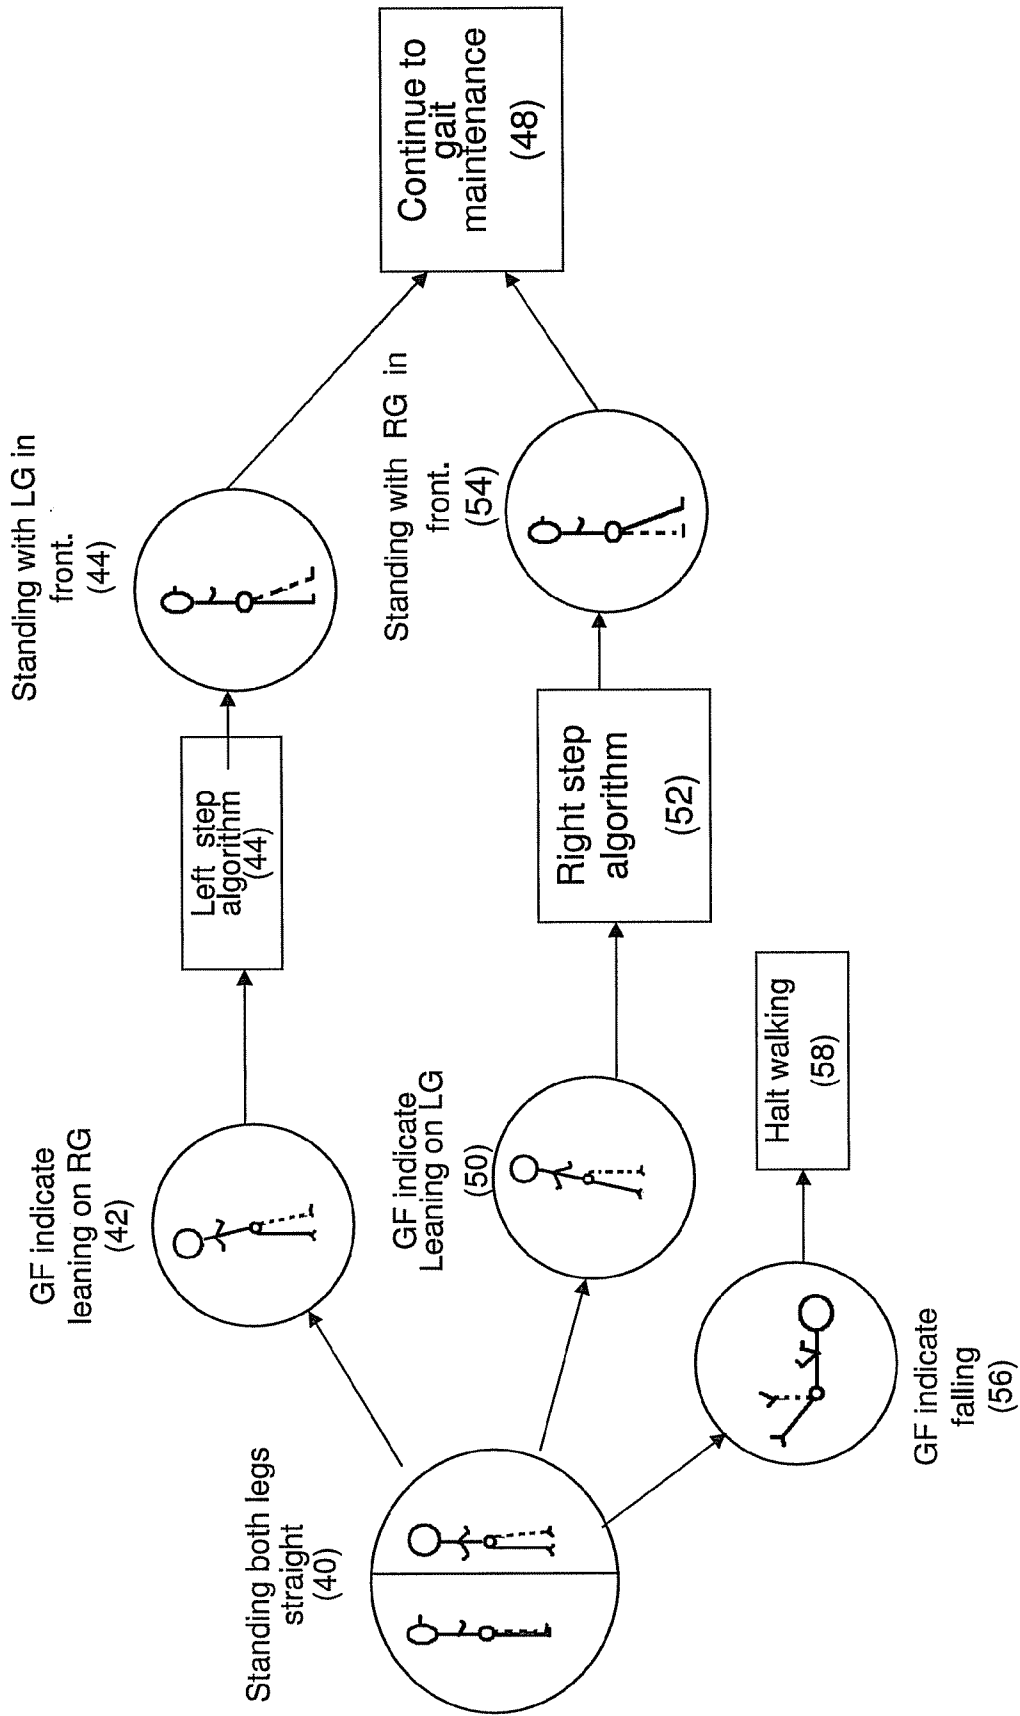 Standing both legs
straight
(40)
GF indicate
leaning on RG
(42)
Left step
algorithm
(44)
Standing with LG in
front.
(44)
Continue to
gait
maintenance
(48)
GF indicate
Leaning on LG
(50)
Right step
algorithm
(52)
Standing with RG in
front.
(54)
GF indicate
falling
(56)
Halt walking
(58)